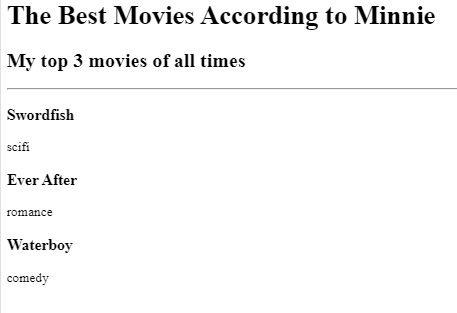 The Best Movies According to Minnie
My top 3 movies of all times
Swordfish
scifi
Ever After
romance
Waterboy
comedy